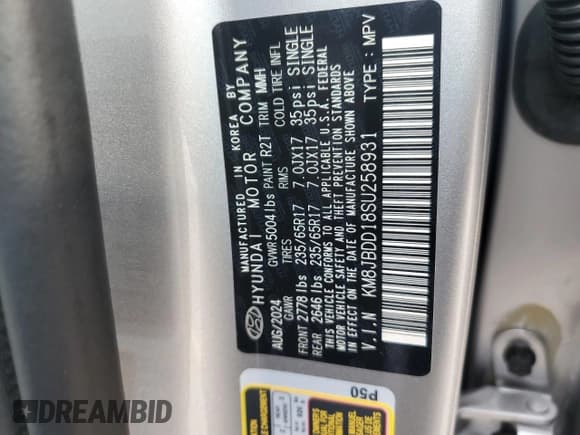 MANUFACTURED IN KOREA BY
HYUNDAI MOTOR COMPANY
AUG/2024 GVWR 5004 lbs PAINT R2T TRIM MMH
GAWR TIRES RIMS COLD TIRE INFL
FRONT 2778 lbs 235/65R17 7.0JX17 35psi SINGLE
REAR 2646 lbs 235/65R17 7.0JX17 35psi SINGLE
THIS VEHICLE CONFORMS TO ALL APPLICABLE U.S.A. FEDERAL
MOTOR VEHICLE SAFETY AND THEFT PREVENTION STANDARDS
IN EFFECT ON THE DATE OF MANUFACTURE SHOWN ABOVE
V.I.N KM8JBDD18SU258931 TYPE : MPV
P50
DREAMBID